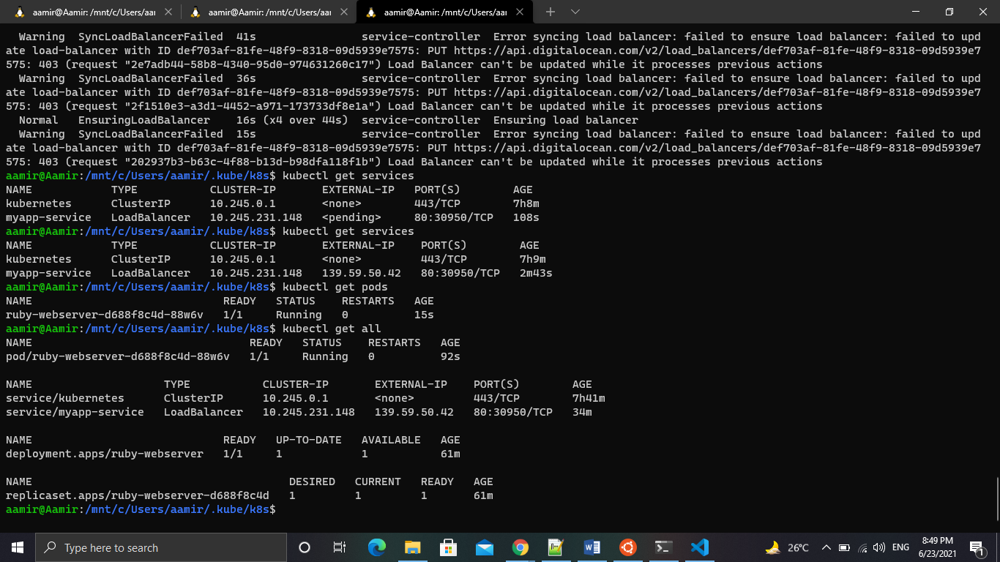 aamir@Aamir: /mnt/c/Users/aar
aamir@Aamir: /mnt/c/Users/aar
aamir@Aamir: /mnt/c/Users/aar
Warning  SyncLoadBalancerFailed  41s                service-controller  Error syncing load balancer: failed to ensure load balancer: failed to upd
ate load-balancer with ID def703af-81fe-48f9-8318-09d5939e7575: PUT https://api.digitalocean.com/v2/load_balancers/def703af-81fe-48f9-8318-09d5939e7
575: 403 (request "2e7adb44-58b8-4340-95d0-974631260c17") Load Balancer can't be updated while it processes previous actions
Warning  SyncLoadBalancerFailed  36s                service-controller  Error syncing load balancer: failed to ensure load balancer: failed to upd
ate load-balancer with ID def703af-81fe-48f9-8318-09d5939e7575: PUT https://api.digitalocean.com/v2/load_balancers/def703af-81fe-48f9-8318-09d5939e7
575: 403 (request "2f1510e3-a3d1-4452-a971-173733df8e1a") Load Balancer can't be updated while it processes previous actions
Normal   EnsuringLoadBalancer    16s (x4 over 44s)  service-controller  Ensuring load balancer
Warning  SyncLoadBalancerFailed  15s                service-controller  Error syncing load balancer: failed to ensure load balancer: failed to upd
ate load-balancer with ID def703af-81fe-48f9-8318-09d5939e7575: PUT https://api.digitalocean.com/v2/load_balancers/def703af-81fe-48f9-8318-09d5939e7
575: 403 (request "202937b3-b63c-4f88-b13d-b98dfa118f1b") Load Balancer can't be updated while it processes previous actions
aamir@Aamir:/mnt/c/Users/aamir/.kube/k8s$ kubectl get services
NAME            TYPE           CLUSTER-IP       EXTERNAL-IP   PORT(S)        AGE
kubernetes      ClusterIP      10.245.0.1       <none>        443/TCP        7h8m
myapp-service   LoadBalancer   10.245.231.148   <pending>     80:30950/TCP   108s
aamir@Aamir:/mnt/c/Users/aamir/.kube/k8s$ kubectl get services
NAME            TYPE           CLUSTER-IP       EXTERNAL-IP    PORT(S)        AGE
kubernetes      ClusterIP      10.245.0.1       <none>         443/TCP        7h9m
myapp-service   LoadBalancer   10.245.231.148   139.59.50.42   80:30950/TCP   2m43s
aamir@Aamir:/mnt/c/Users/aamir/.kube/k8s$ kubectl get pods
NAME                             READY   STATUS    RESTARTS   AGE
ruby-webserver-d688f8c4d-88w6v   1/1     Running   0          15s
aamir@Aamir:/mnt/c/Users/aamir/.kube/k8s$ kubectl get all
NAME                                 READY   STATUS    RESTARTS   AGE
pod/ruby-webserver-d688f8c4d-88w6v   1/1     Running   0          92s
NAME                    TYPE           CLUSTER-IP       EXTERNAL-IP    PORT(S)        AGE
service/kubernetes      ClusterIP      10.245.0.1       <none>         443/TCP        7h41m
service/myapp-service   LoadBalancer   10.245.231.148   139.59.50.42   80:30950/TCP   34m
NAME                             READY   UP-TO-DATE   AVAILABLE   AGE
deployment.apps/ruby-webserver   1/1     1            1           61m
NAME                                       DESIRED   CURRENT   READY   AGE
replicaset.apps/ruby-webserver-d688f8c4d   1         1         1       61m
aamir@Aamir:/mnt/c/Users/aamir/.kube/k8s$
Type here to search
26°C
ENG
8:49 PM
6/23/2021
1